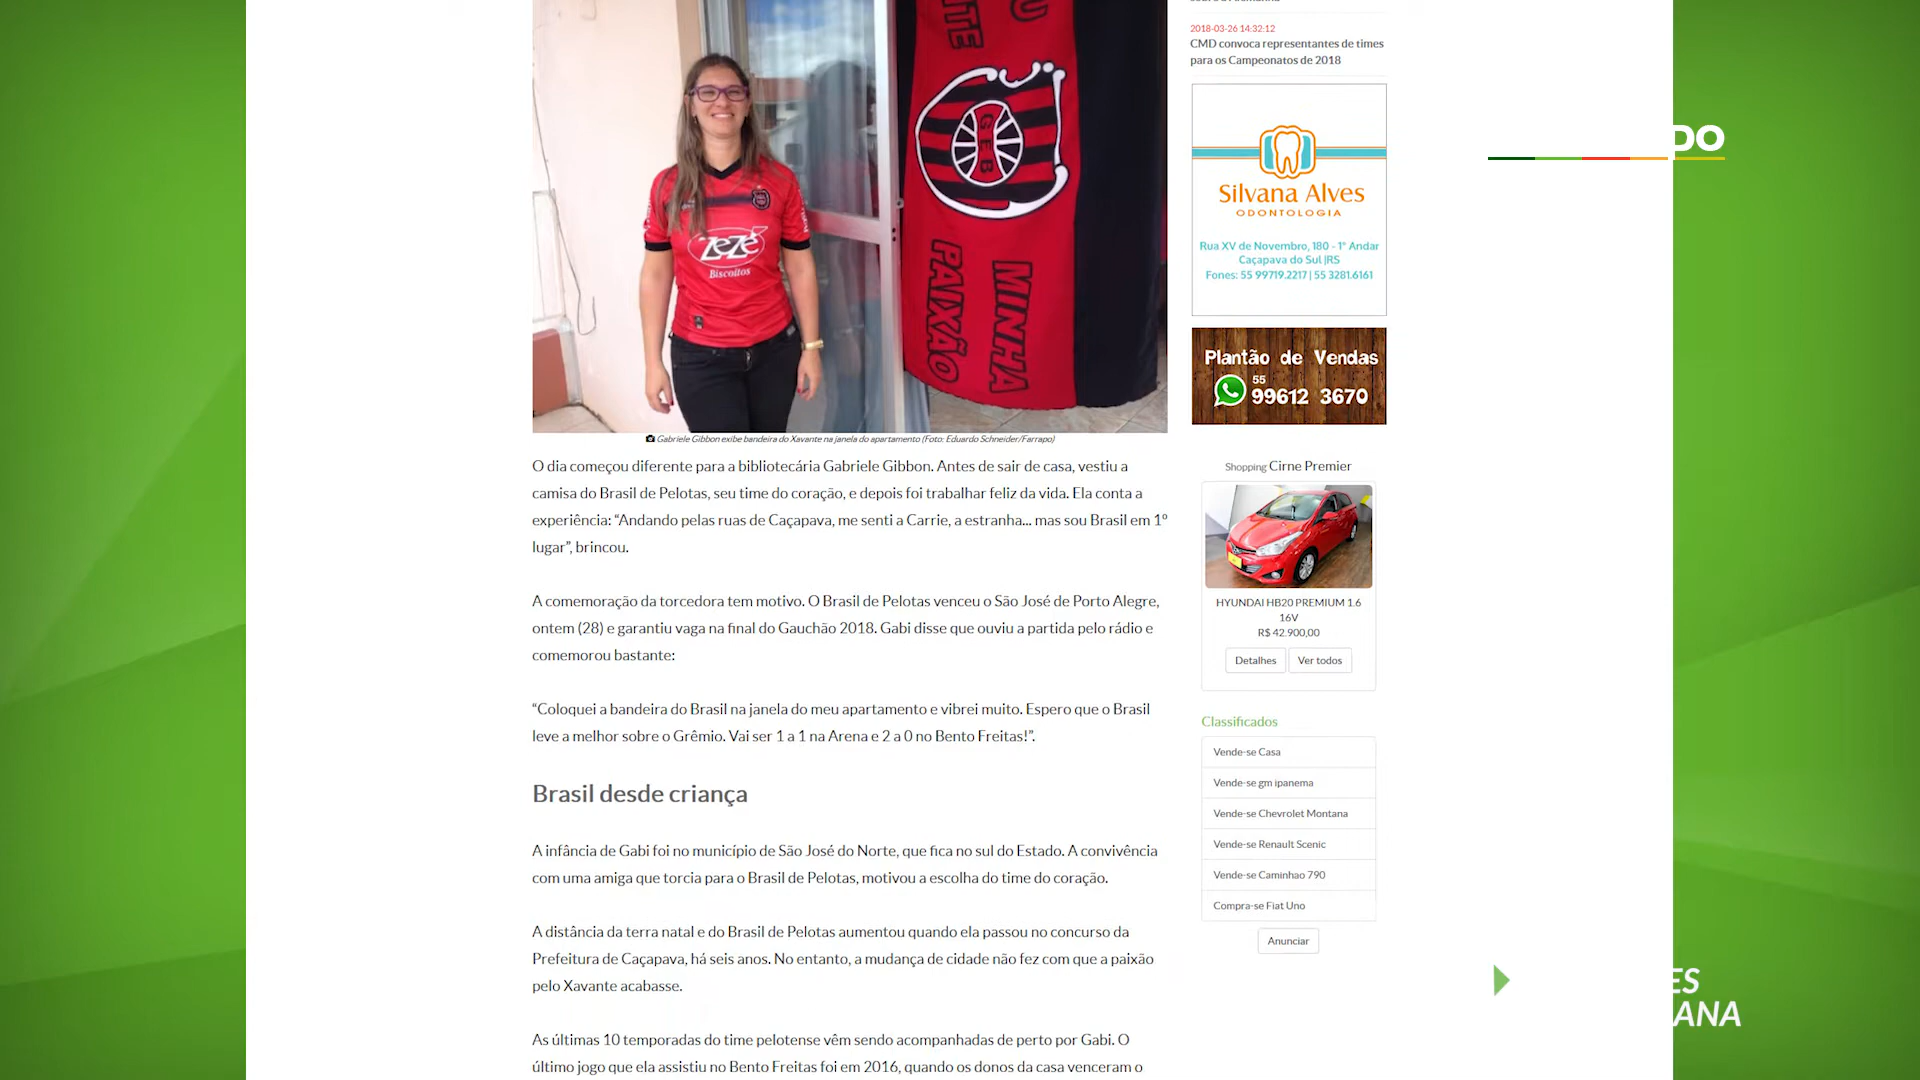 2018-03-26 14:32:12
CMD convoca representantes de times
para os Campeonatos de 2018
GEB
MINHA
PAIXÃO
ZEZÉ
Biscoitos
Silvana Alves
ODONTOLOGIA
Rua XV de Novembro, 180 - 1° Andar
Caçapava do Sul |RS
Fones: 55 99719.2217 | 55 3281.6161
Plantão de Vendas
55
99612 3670
Gabriele Gibbon exibe bandeira do Xavante na janela do apartamento (Foto: Eduardo Schneider/Farrapo)
O dia começou diferente para a bibliotecária Gabriele Gibbon. Antes de sair de casa, vestiu a
camisa do Brasil de Pelotas, seu time do coração, e depois foi trabalhar feliz da vida. Ela conta a
experiência: “Andando pelas ruas de Caçapava, me senti a Carrie, a estranha... mas sou Brasil em 1º
lugar”, brincou.
A comemoração da torcedora tem motivo. O Brasil de Pelotas venceu o São José de Porto Alegre,
ontem (28) e garantiu vaga na final do Gauchão 2018. Gabi disse que ouviu a partida pelo rádio e
comemorou bastante:
“Coloquei a bandeira do Brasil na janela do meu apartamento e vibrei muito. Espero que o Brasil
leve a melhor sobre o Grêmio. Vai ser 1 a 1 na Arena e 2 a 0 no Bento Freitas!”.
Brasil desde criança
A infância de Gabi foi no município de São José do Norte, que fica no sul do Estado. A convivência
com uma amiga que torcia para o Brasil de Pelotas, motivou a escolha do time do coração.
A distância da terra natal e do Brasil de Pelotas aumentou quando ela passou no concurso da
Prefeitura de Caçapava, há seis anos. No entanto, a mudança de cidade não fez com que a paixão
pelo Xavante acabasse.
As últimas 10 temporadas do time pelotense vêm sendo acompanhadas de perto por Gabi. O
último jogo que ela assistiu no Bento Freitas foi em 2016, quando os donos da casa venceram o
Shopping Cirne Premier
HYUNDAI HB20 PREMIUM 1.6
16V
R$ 42.900,00
Detalhes
Ver todos
Classificados
Vende-se Casa
Vende-se gm ipanema
Vende-se Chevrolet Montana
Vende-se Renault Scenic
Vende-se Caminhao 790
Compra-se Fiat Uno
Anunciar
DO
ES
ANA